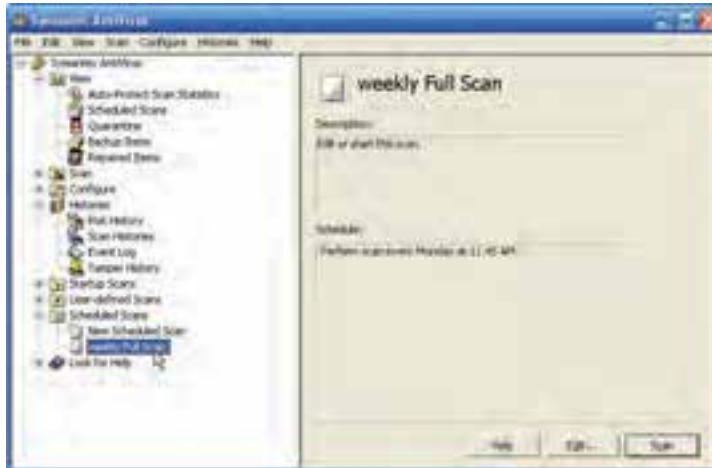 Symantec AntiVirus
File Edit View Scan Configure Histories Help
Symantec AntiVirus
View
Auto-Protect Scan Statistics
Scheduled Scans
Quarantine
Backup Items
Repaired Items
Scan
Configure
Histories
Risk History
Scan Histories
Event Log
Tamper History
Startup Scans
User-defined Scans
Scheduled Scans
New Scheduled Scan
weekly Full Scan
Look for Help
weekly Full Scan
Description:
Edit or start this scan.
Schedule:
Perform scan every Monday at 11:45 AM
Help
Edit...
Scan